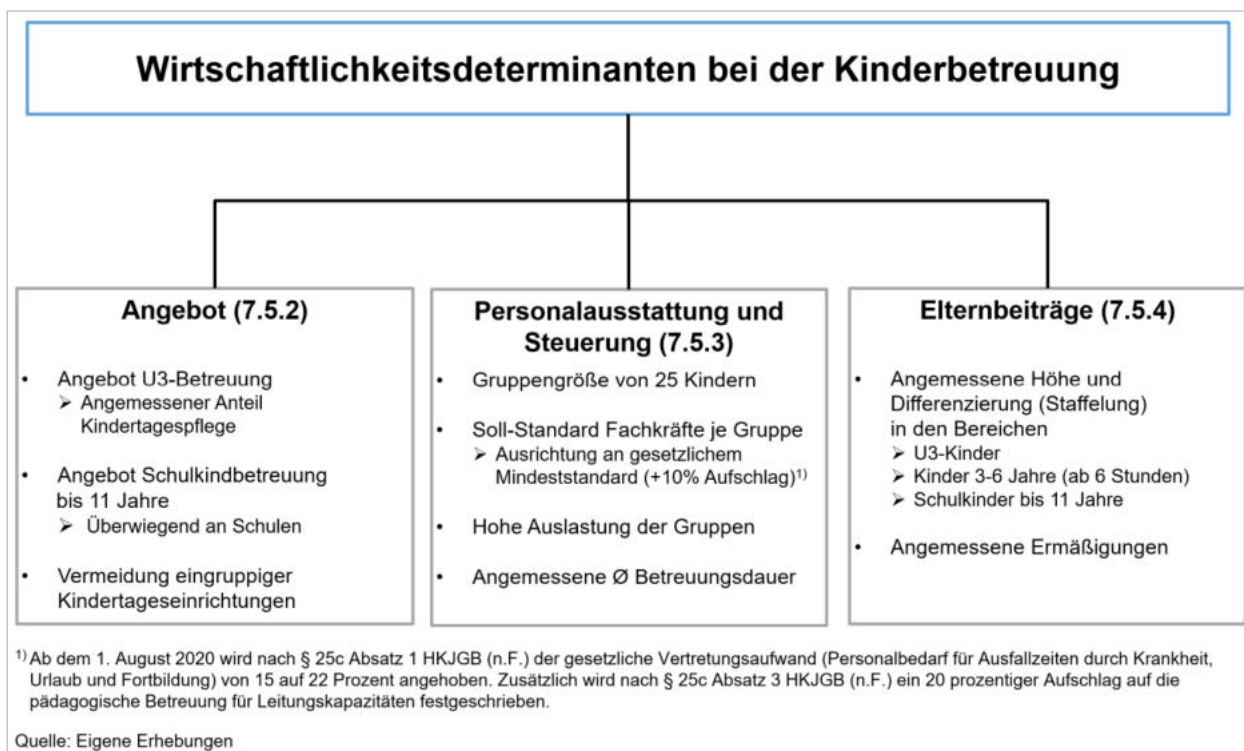 Wirtschaftlichkeitsdeterminanten bei der Kinderbetreuung
Angebot (7.5.2)
• Angebot U3-Betreuung
➢ Angemessener Anteil
Kindertagespflege
• Angebot Schulkindbetreuung
bis 11 Jahre
➢ Überwiegend an Schulen
• Vermeidung eingruppiger
Kindertageseinrichtungen
Personalausstattung und
Steuerung (7.5.3)
• Gruppengröße von 25 Kindern
• Soll-Standard Fachkräfte je Gruppe
➢ Ausrichtung an gesetzlichem
Mindeststandard (+10% Aufschlag)¹⁾
• Hohe Auslastung der Gruppen
• Angemessene Ø Betreuungsdauer
Elternbeiträge (7.5.4)
• Angemessene Höhe und
Differenzierung (Staffelung)
in den Bereichen
➢ U3-Kinder
➢ Kinder 3-6 Jahre (ab 6 Stunden)
➢ Schulkinder bis 11 Jahre
• Angemessene Ermäßigungen
¹⁾ Ab dem 1. August 2020 wird nach § 25c Absatz 1 HKJGB (n.F.) der gesetzliche Vertretungsaufwand (Personalbedarf für Ausfallzeiten durch Krankheit,
Urlaub und Fortbildung) von 15 auf 22 Prozent angehoben. Zusätzlich wird nach § 25c Absatz 3 HKJGB (n.F.) ein 20 prozentiger Aufschlag auf die
pädagogische Betreuung für Leitungskapazitäten festgeschrieben.
Quelle: Eigene Erhebungen